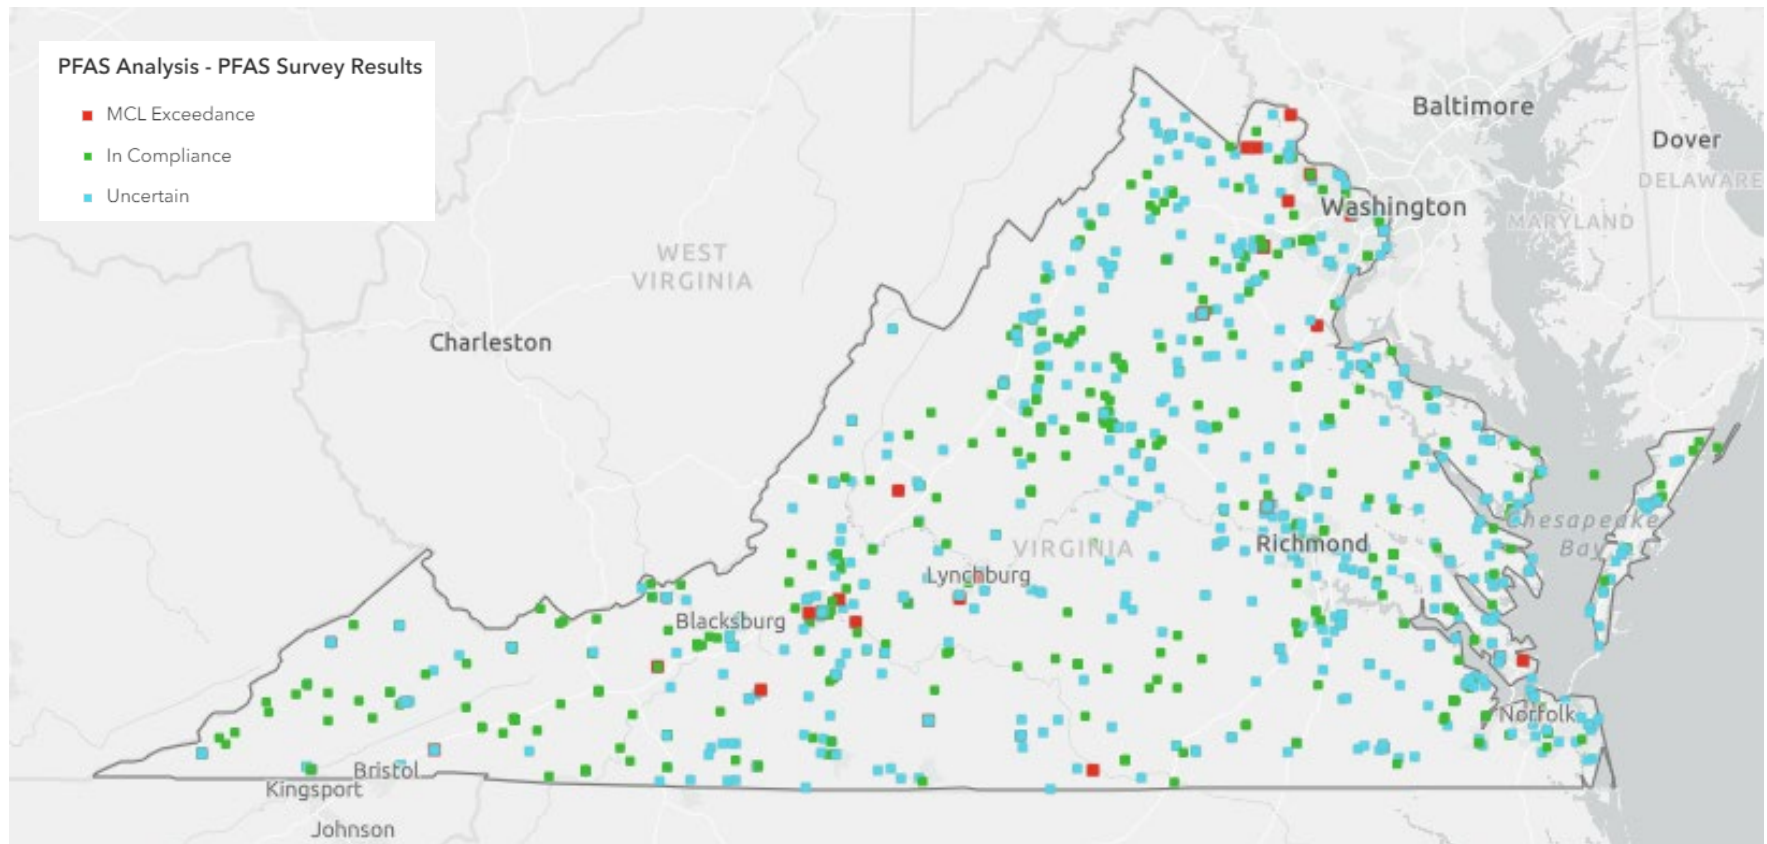 PFAS Analysis - PFAS Survey Results
MCL Exceedance
In Compliance
Uncertain
Baltimore
Dover
DELAWARE
Washington
MARYLAND
WEST
VIRGINIA
Charleston
Chesapeake
Bay
Richmond
VIRGINIA
Lynchburg
Blacksburg
Norfolk
Bristol
Kingsport
Johnson